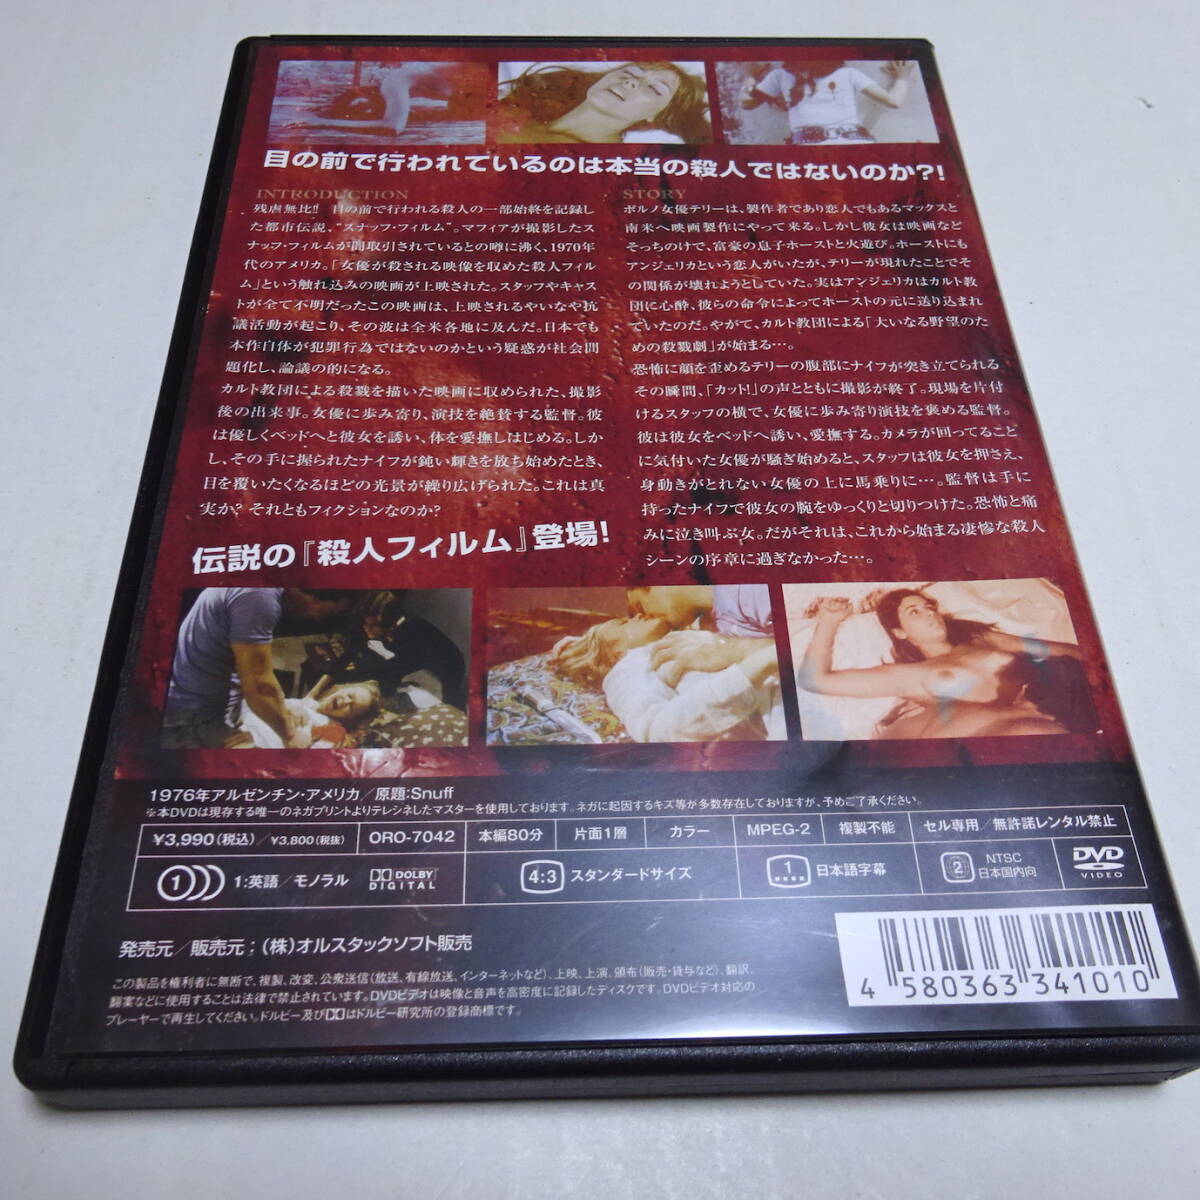 目の前で行われているのは本当の殺人ではないのか?!
INTRODUCTION
残虐無比!! 目の前で行われる殺人の一部始終を記録し
た都市伝説、“スナッフ・フィルム”。マフィアが撮影したス
ナッフ・フィルムが闇取引されているとの噂に沸く、1970年
代のアメリカ。「女優が殺される映像を収めた殺人フィル
ム」という触れ込みの映画が上映された。スタッフやキャス
トが全て不明だったこの映画は、上映されるやいなや抗
議活動が起こり、その波は全米各地に及んだ。日本でも
本作自体が犯罪行為ではないのかという疑惑が社会問
題化し、論議の的になる。
カルト教団による殺戮を描いた映画に収められた、撮影
後の出来事。女優に歩み寄り、演技を絶賛する監督。彼
は優しくベッドへと彼女を誘い、体を愛撫しはじめる。しか
し、その手に握られたナイフが鈍い輝きを放ち始めたとき、
目を覆いたくなるほどの光景が繰り広げられた。これは真
実か? それともフィクションなのか?
伝説の『殺人フィルム』登場!
STORY
ポルノ女優テリーは、製作者であり恋人でもあるマックスと
南米へ映画製作にやって来る。しかし彼女は映画など
そっちのけで、富豪の息子ホーストと火遊び。ホーストにも
アンジェリカという恋人がいたが、テリーが現れたことでそ
の関係が壊れようとしていた。実はアンジェリカはカルト教
団に心酔、彼らの命令によってホーストの元に送り込まれ
ていたのだ。やがて、カルト教団による「大いなる野望のた
めの殺戮劇」が始まる…。
恐怖に顔を歪めるテリーの腹部にナイフが突き立てられる
その瞬間、「カット!」の声とともに撮影が終了。現場を片付
けるスタッフの横で、女優に歩み寄り演技を褒める監督。
彼は彼女をベッドへ誘い、愛撫する。カメラが回ってること
に気付いた女優が騒ぎ始めると、スタッフは彼女を押さえ、
身動きがとれない女優の上に馬乗りに…。監督は手に
持ったナイフで彼女の腕をゆっくりと切りつけた。恐怖と痛
みに泣き叫ぶ女。だがそれは、これから始まる凄惨な殺人
シーンの序章に過ぎなかった…。
1976年アルゼンチン・アメリカ／原題:Snuff
※本DVDは現存する唯一のネガプリントよりテレシネしたマスターを使用しております。ネガに起因するキズ等が多数存在しておりますが、予めご了承ください。
¥3,990(税込)／¥3,800(税抜) ORO-7042 本編80分 片面1層 カラー MPEG-2 複製不能 セル専用／無許諾レンタル禁止
1 1:英語／モノラル DOLBY DIGITAL 4:3 スタンダードサイズ 1 日本語字幕 2 NTSC 日本国内向 DVD VIDEO
発売元／販売元:(株)オルスタックソフト販売
この製品を権利者に無断で、複製、改変、公衆送信(放送、有線放送、インターネットなど)、上映、上演、頒布(販売・貸与など)、翻訳、
翻案などに使用することは法律で禁止されています。DVDビデオは映像と音声を高密度に記録したディスクです。DVDビデオ対応の
プレーヤーで再生してください。ドルビー及びはドルビー研究所の登録商標です。
4 580363 341010